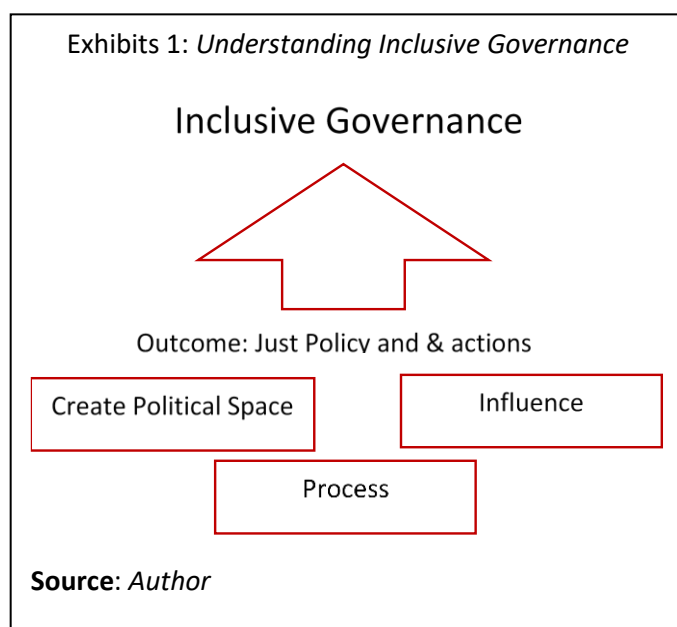 Exhibits 1: Understanding Inclusive Governance
Inclusive Governance
Outcome: Just Policy and & actions
Create Political Space
Influence
Process
Source: Author